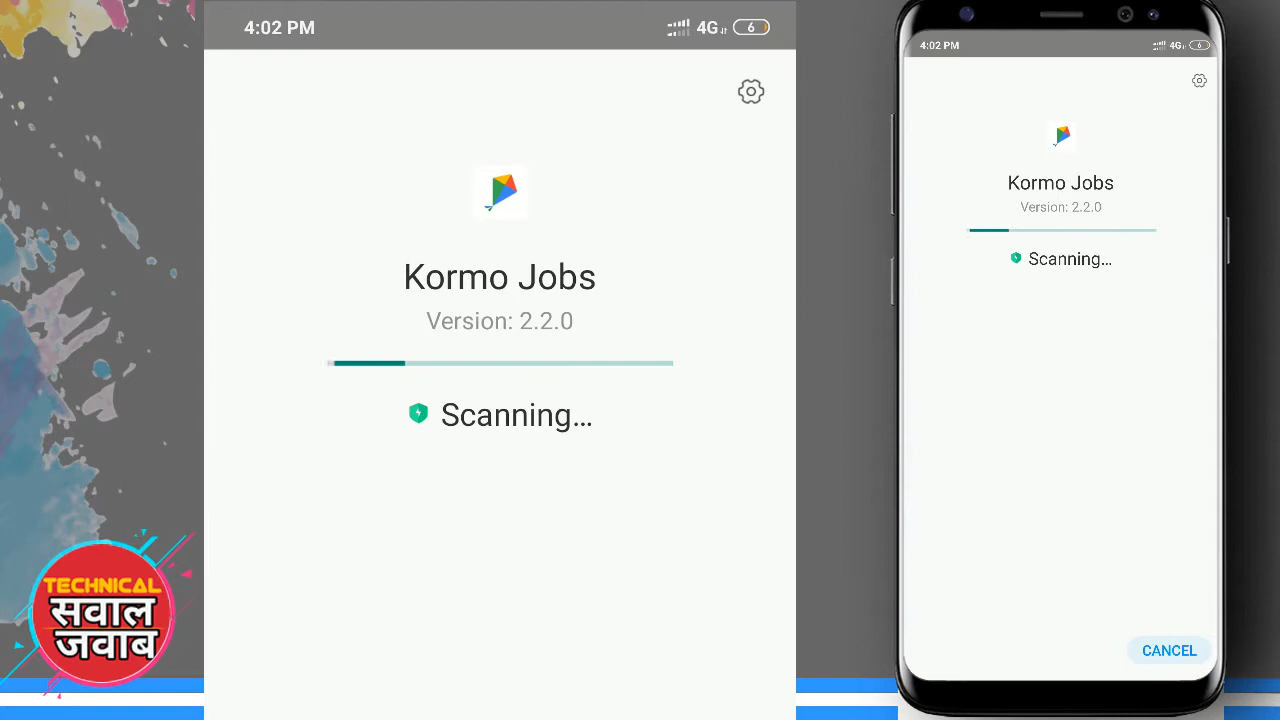 4:02 PM
4G
6
Kormo Jobs
Version: 2.2.0
Scanning...
TECHNICAL
सवाल
जवाब
4:02 PM
4G
6
Kormo Jobs
Version: 2.2.0
Scanning...
CANCEL